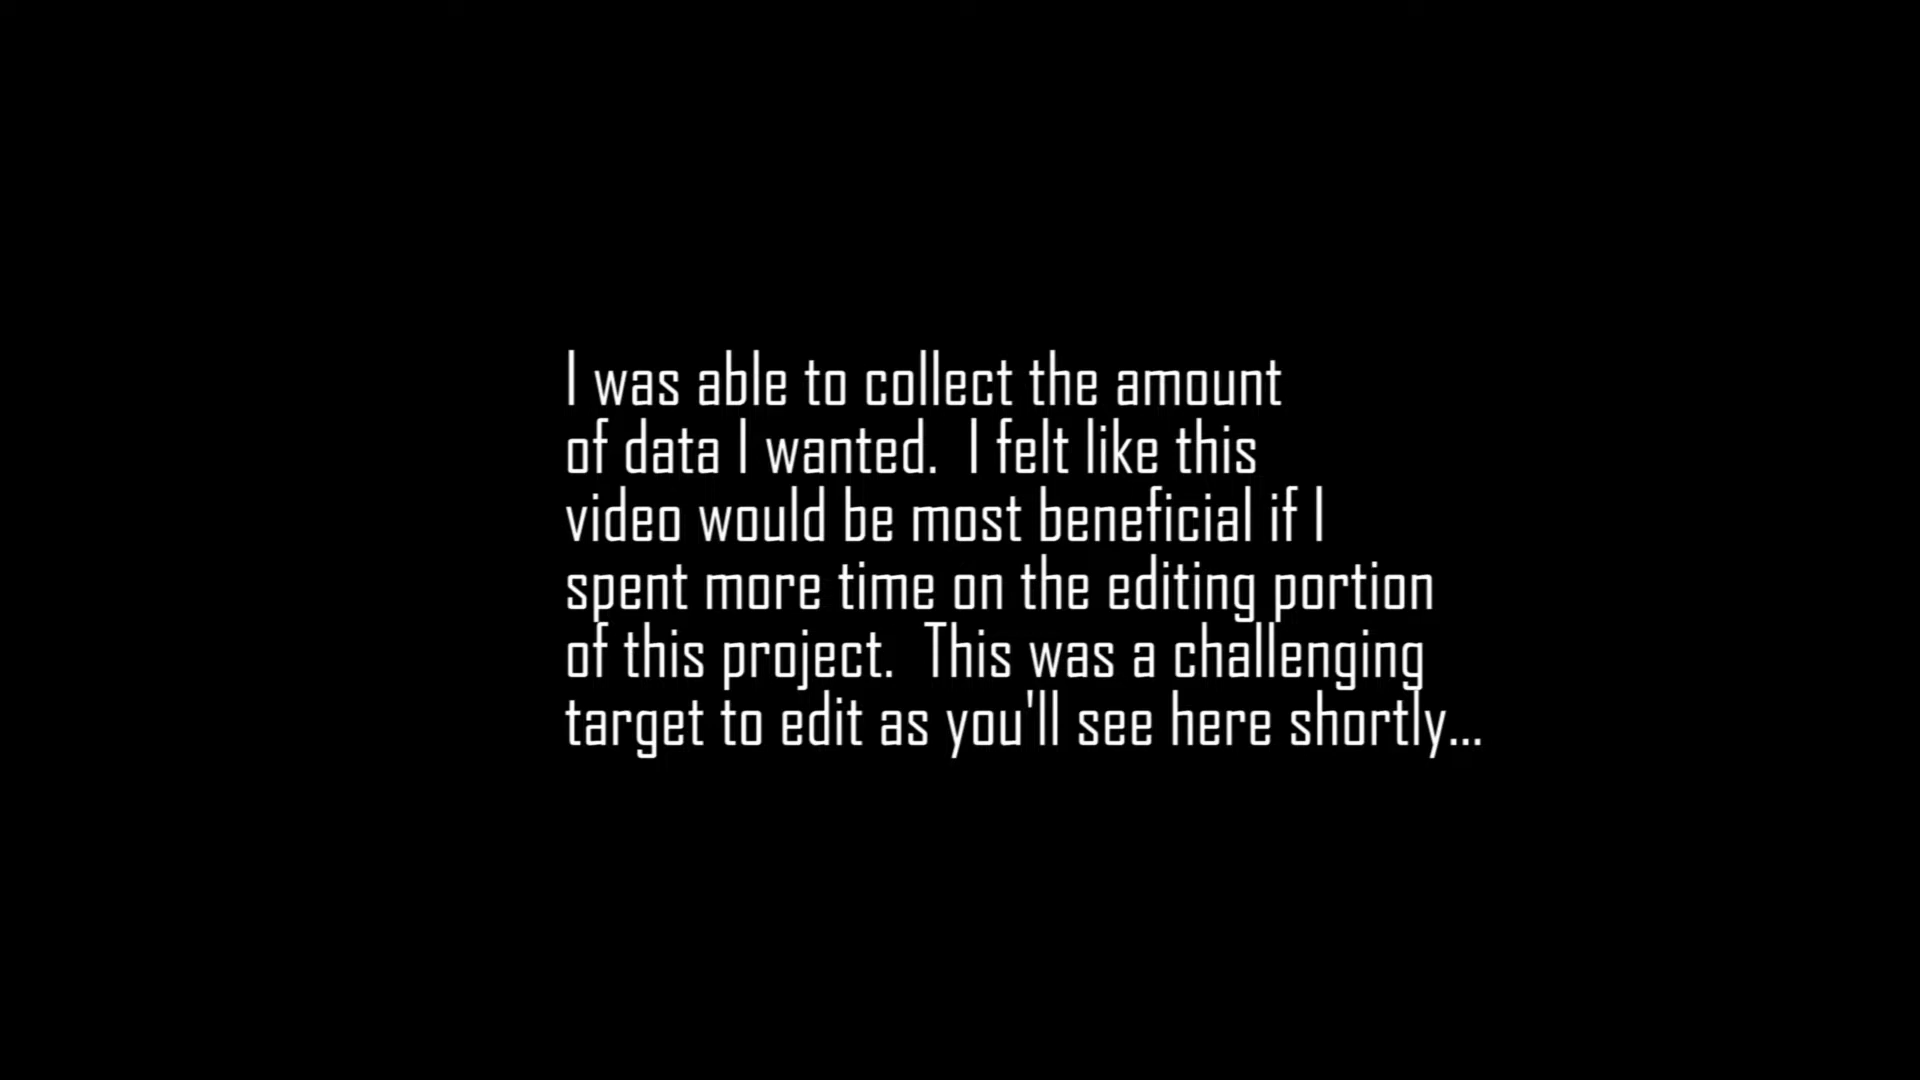 I was able to collect the amount
of data I wanted.  I felt like this
video would be most beneficial if I
spent more time on the editing portion
of this project.  This was a challenging
target to edit as you'll see here shortly...